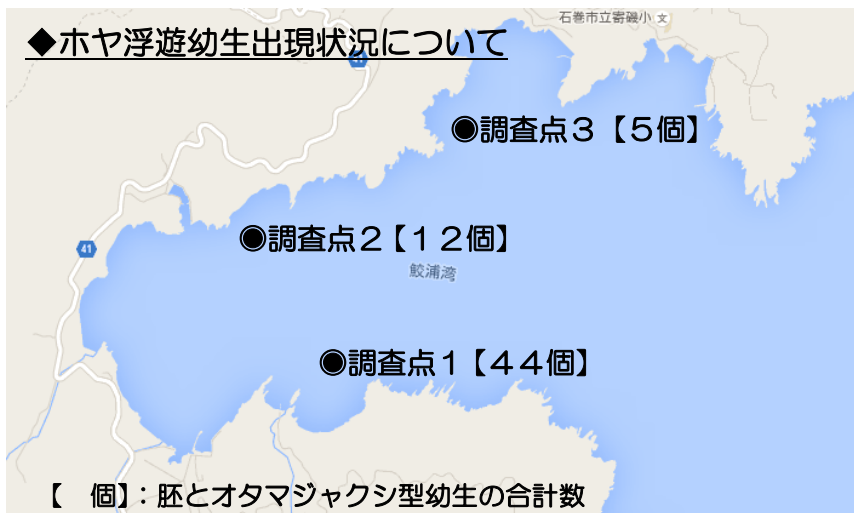 石巻市立寄磯小
◆ホヤ浮遊幼生出現状況について
41
◉調査点３【５個】
◉調査点２【１２個】
41
鮫浦湾
◉調査点１【４４個】
【　個】：胚とオタマジャクシ型幼生の合計数